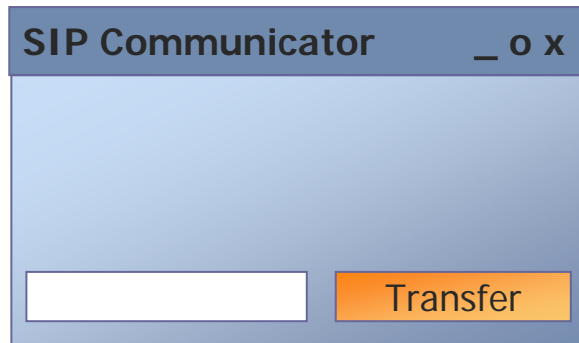 SIP Communicator _ o x
Transfer